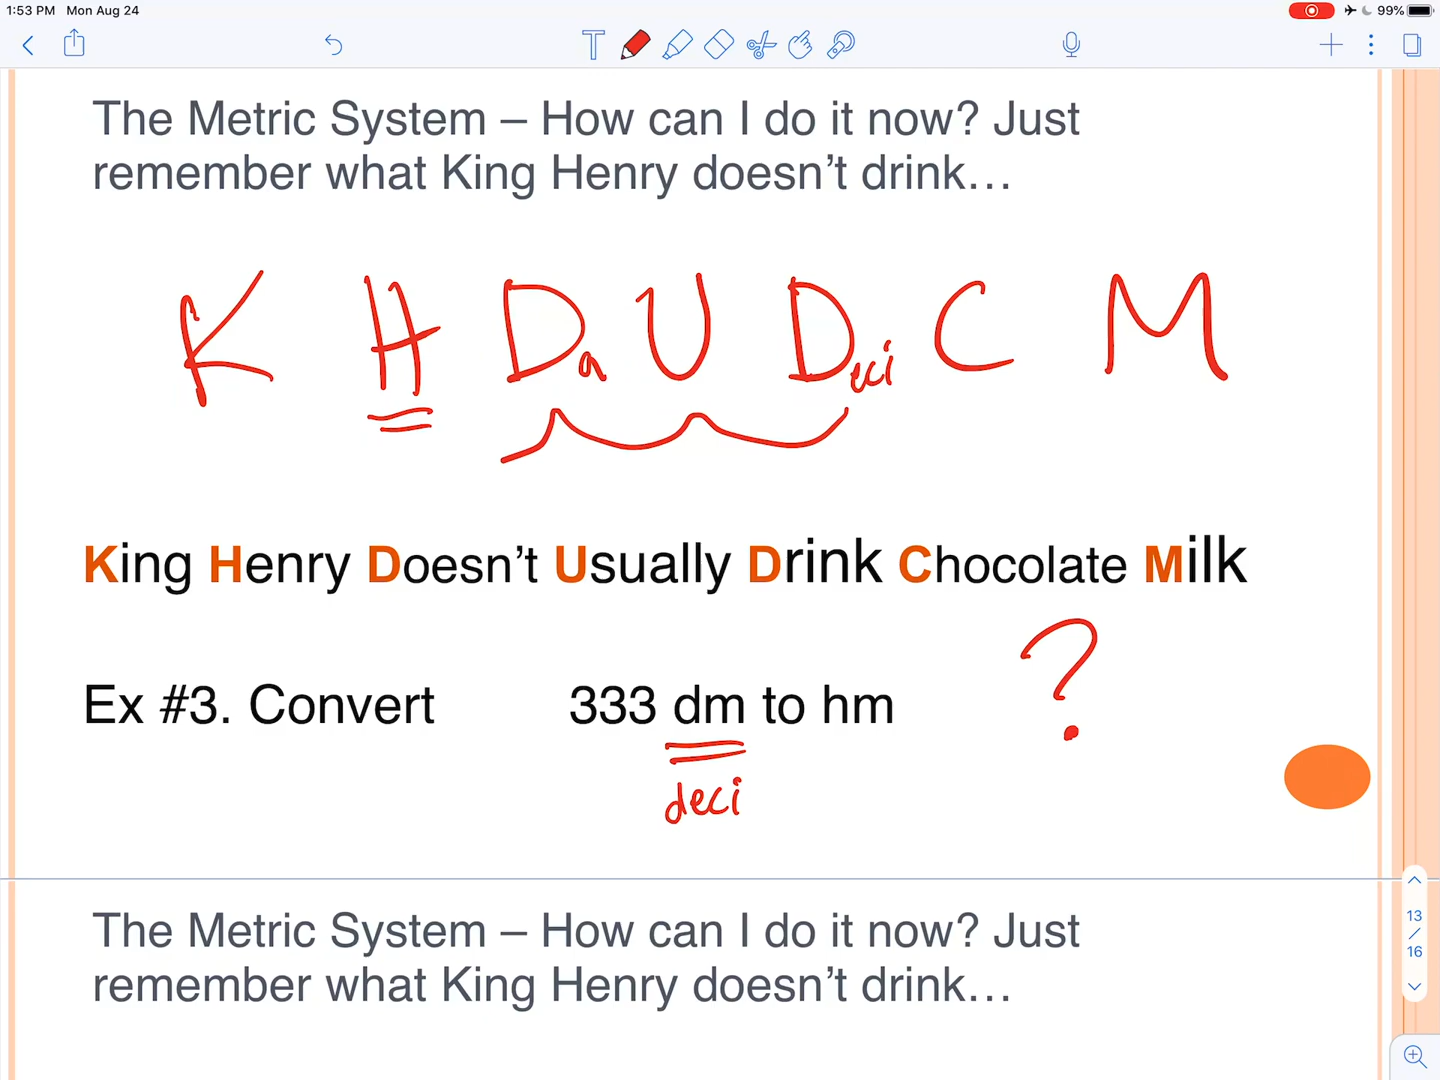 1:53 PM Mon Aug 24
99%
T
The Metric System – How can I do it now? Just
remember what King Henry doesn’t drink…
K H Da U Deci C M
King Henry Doesn’t Usually Drink Chocolate Milk
?
Ex #3. Convert 333 dm to hm
deci
The Metric System – How can I do it now? Just
remember what King Henry doesn’t drink…
13
/
16